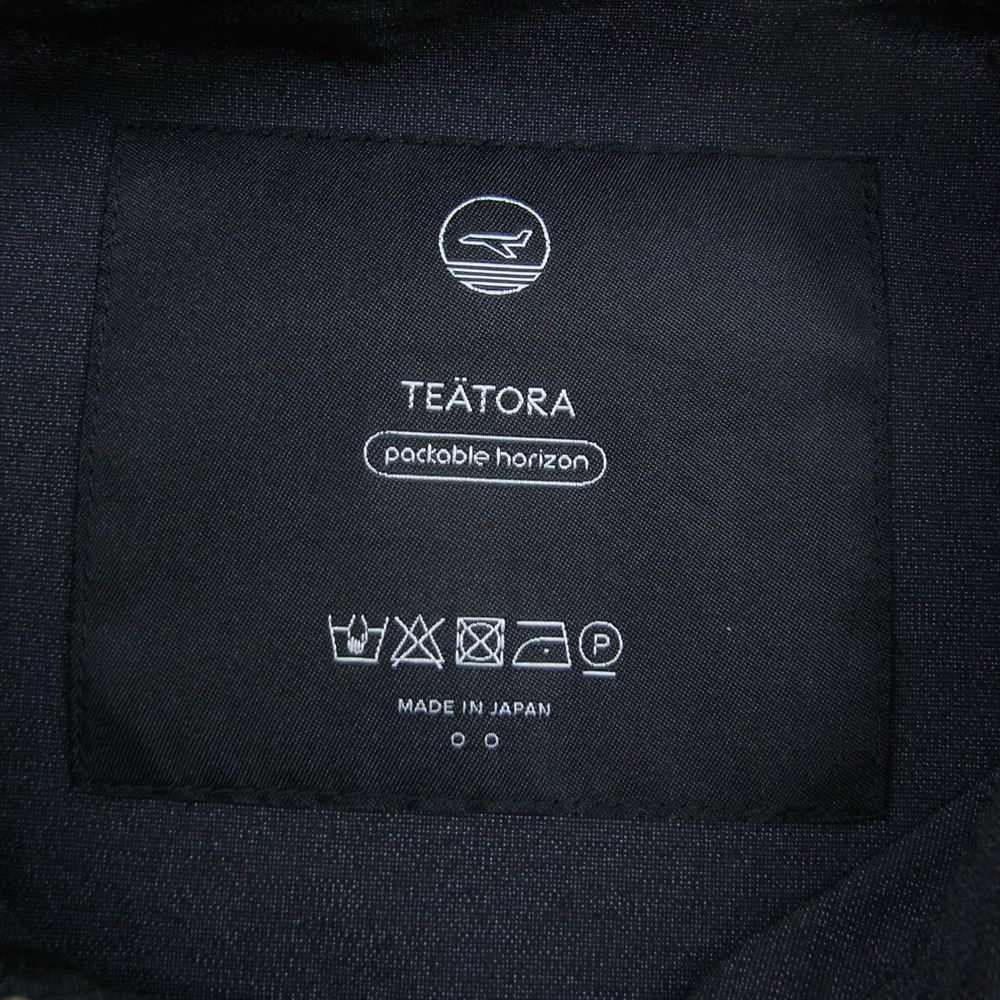 TEÄTORA
packable horizon
P
MADE IN JAPAN